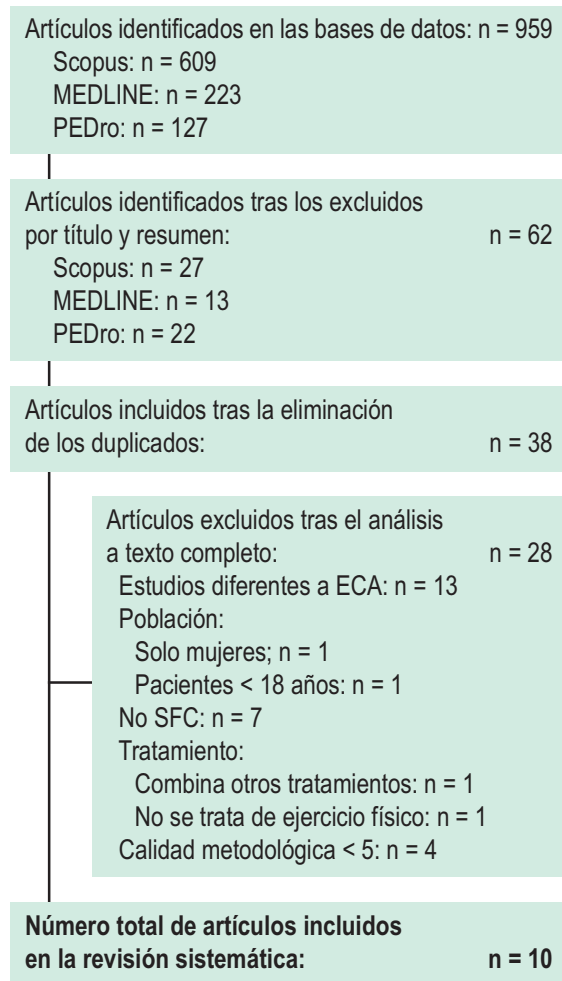 Artículos identificados en las bases de datos: n = 959
Scopus: n = 609
MEDLINE: n = 223
PEDro: n = 127
Artículos identificados tras los excluidos
por título y resumen: n = 62
Scopus: n = 27
MEDLINE: n = 13
PEDro: n = 22
Artículos incluidos tras la eliminación
de los duplicados: n = 38
Artículos excluidos tras el análisis
a texto completo: n = 28
Estudios diferentes a ECA: n = 13
Población:
Solo mujeres; n = 1
Pacientes < 18 años: n = 1
No SFC: n = 7
Tratamiento:
Combina otros tratamientos: n = 1
No se trata de ejercicio físico: n = 1
Calidad metodológica < 5: n = 4
Número total de artículos incluidos
en la revisión sistemática: n = 10